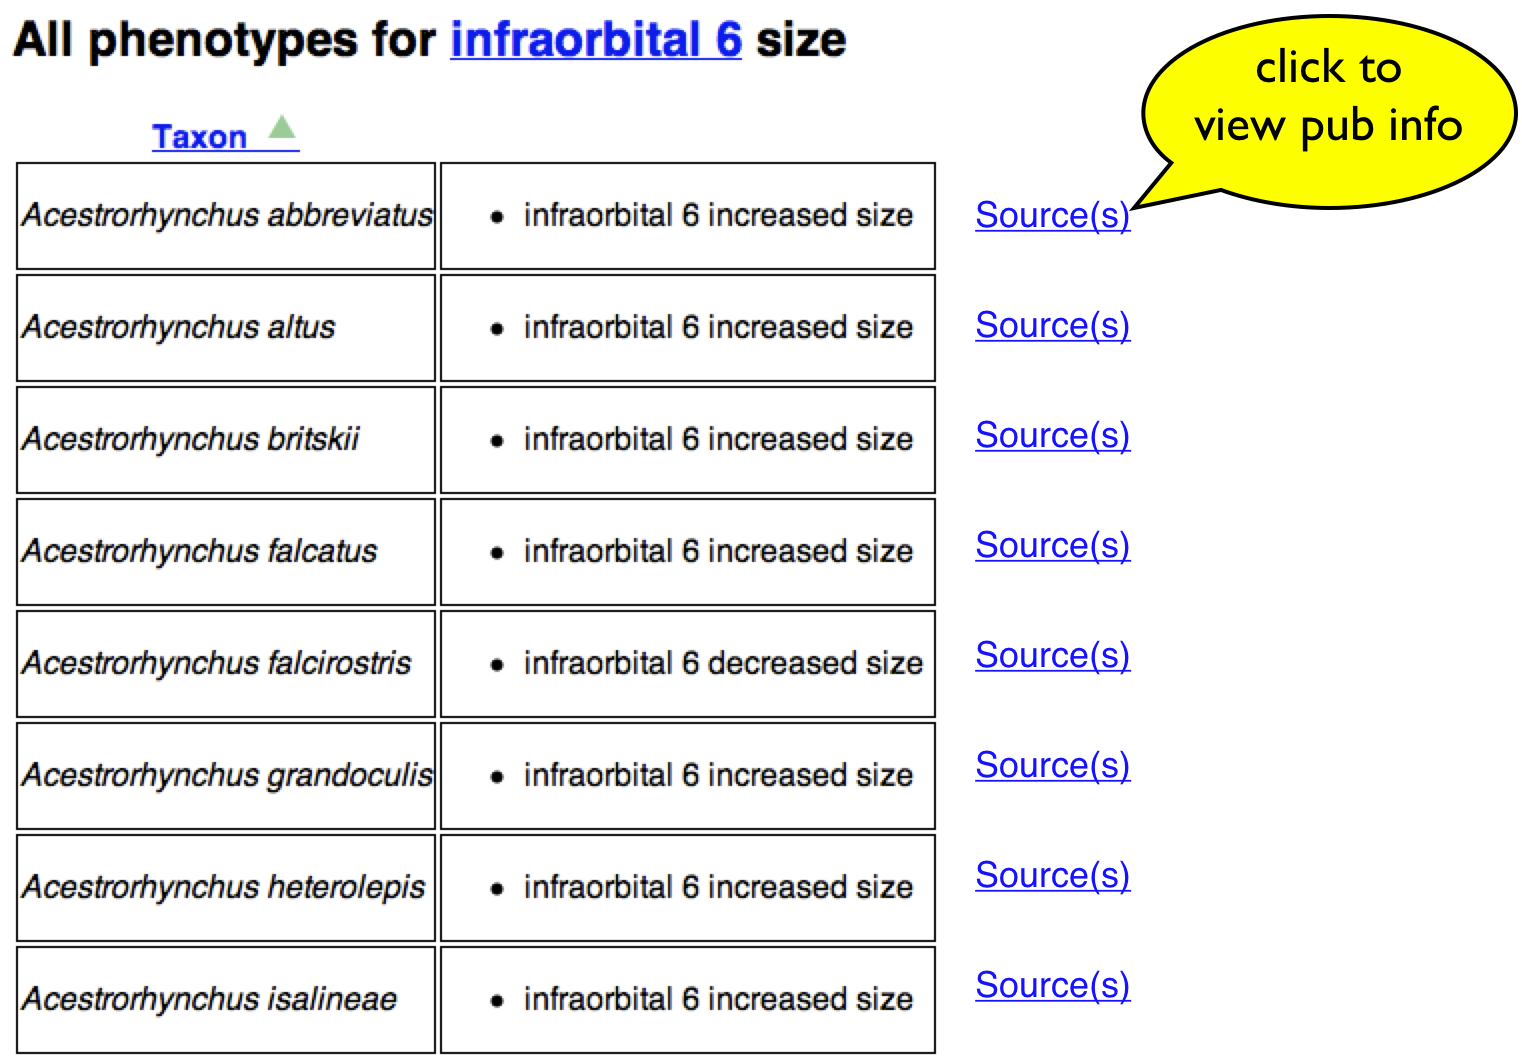 All phenotypes for infraorbital 6 size
click to
view pub info
Taxon
Acestrorhynchus abbreviatus • infraorbital 6 increased size Source(s)
Acestrorhynchus altus • infraorbital 6 increased size Source(s)
Acestrorhynchus britskii • infraorbital 6 increased size Source(s)
Acestrorhynchus falcatus • infraorbital 6 increased size Source(s)
Acestrorhynchus falcirostris • infraorbital 6 decreased size Source(s)
Acestrorhynchus grandoculis • infraorbital 6 increased size Source(s)
Acestrorhynchus heterolepis • infraorbital 6 increased size Source(s)
Acestrorhynchus isalineae • infraorbital 6 increased size Source(s)